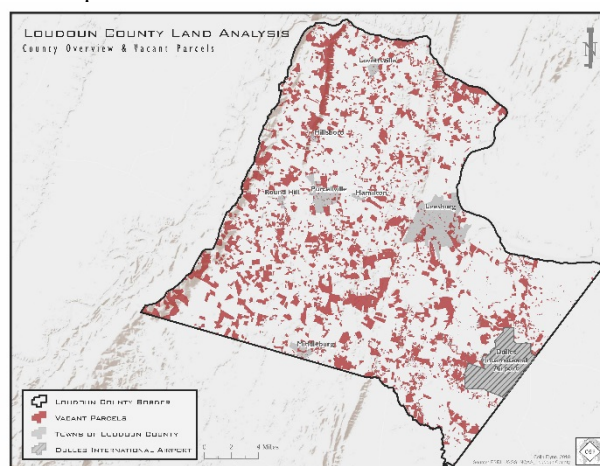 Loudoun County Land Analysis
County Overview & Vacant Parcels
Lovettsville
Hillsboro
Round Hill
Purcellville
Hamilton
Leesburg
Middleburg
Dulles
International
Airport
Loudoun County Border
Vacant Parcels
Towns of Loudoun County
Dulles International Airport
0 2 4 Miles